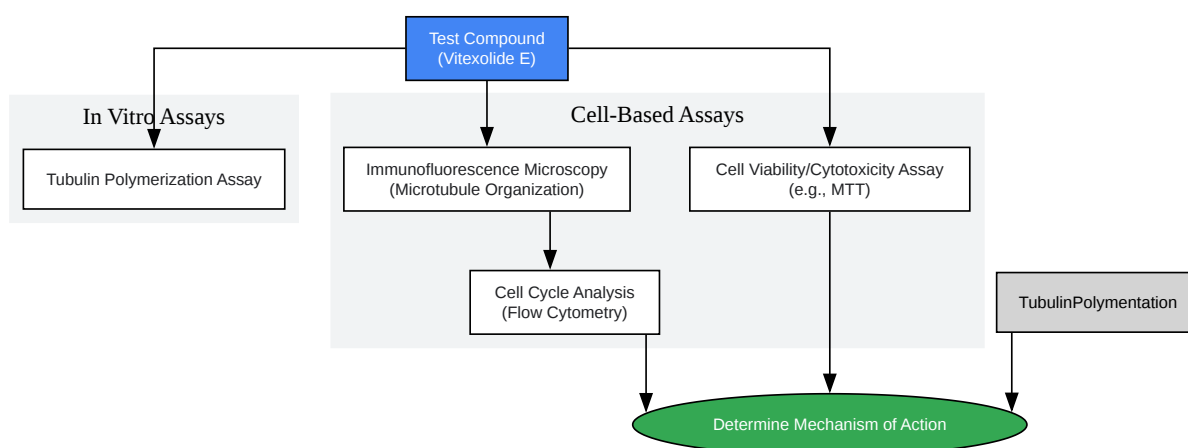 Test Compound
(Vitexolide E)
In Vitro Assays
Cell-Based Assays
Tubulin Polymerization Assay
Immunofluorescence Microscopy
(Microtubule Organization)
Cell Viability/Cytotoxicity Assay
(e.g., MTT)
Cell Cycle Analysis
(Flow Cytometry)
TubulinPolymentation
Determine Mechanism of Action